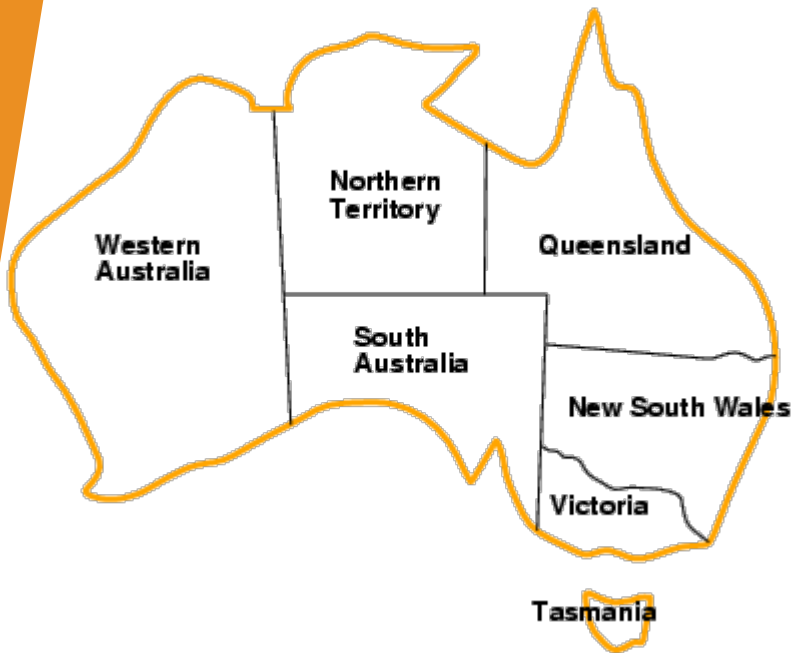 Northern
Territory
Western
Australia
Queensland
South
Australia
New South Wales
Victoria
Tasmania